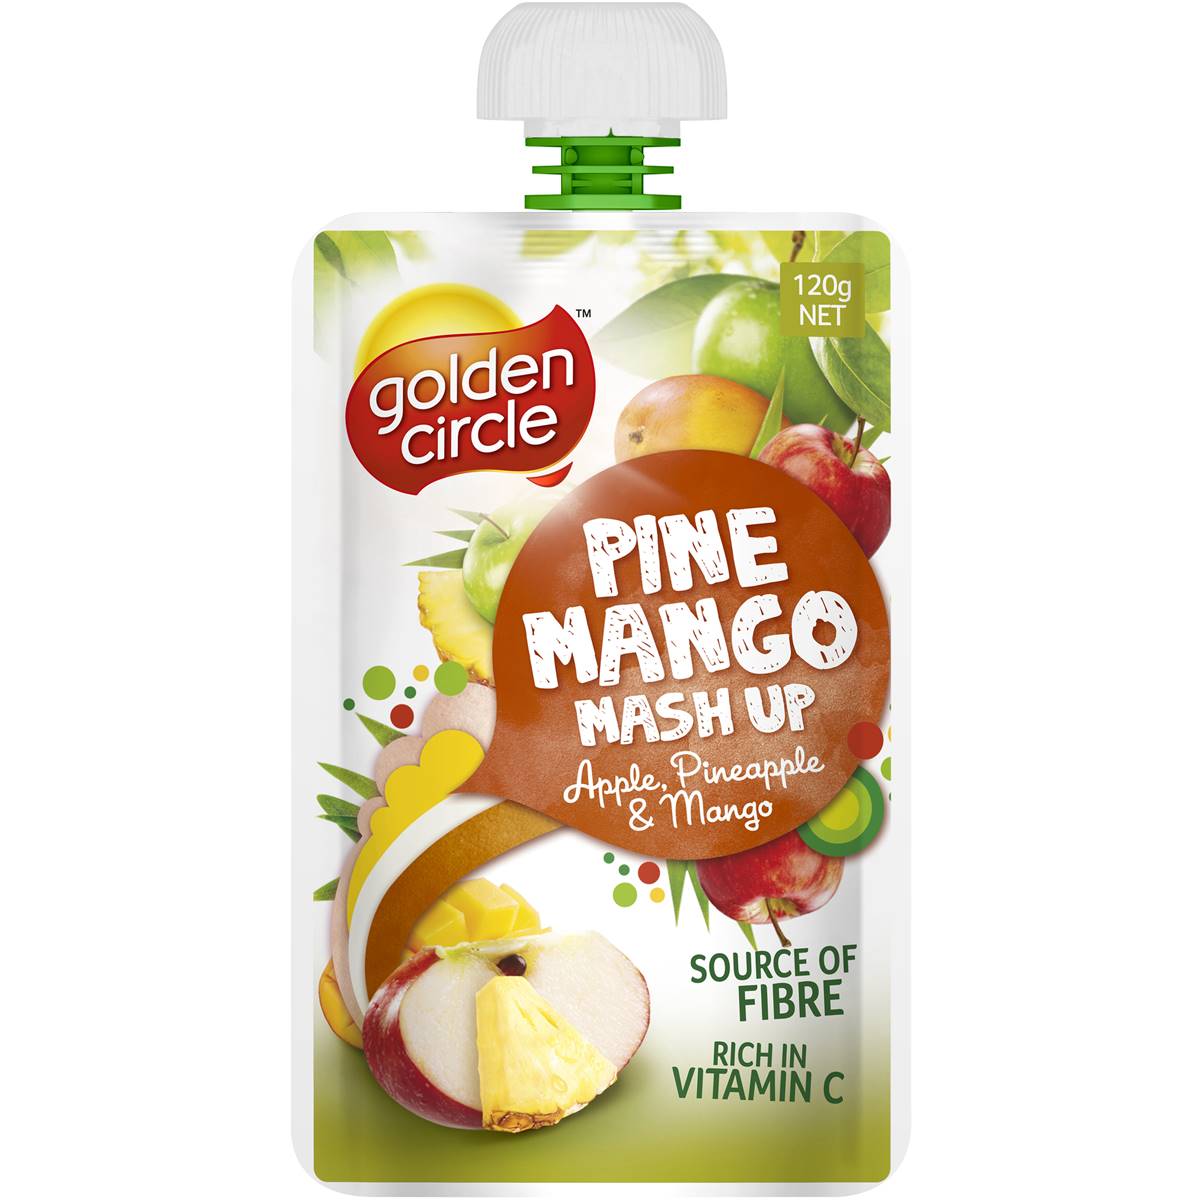 golden
circle
™
120g
NET
PINE
MANGO
MASH UP
Apple, Pineapple
& Mango
SOURCE OF
FIBRE
RICH IN
VITAMIN C